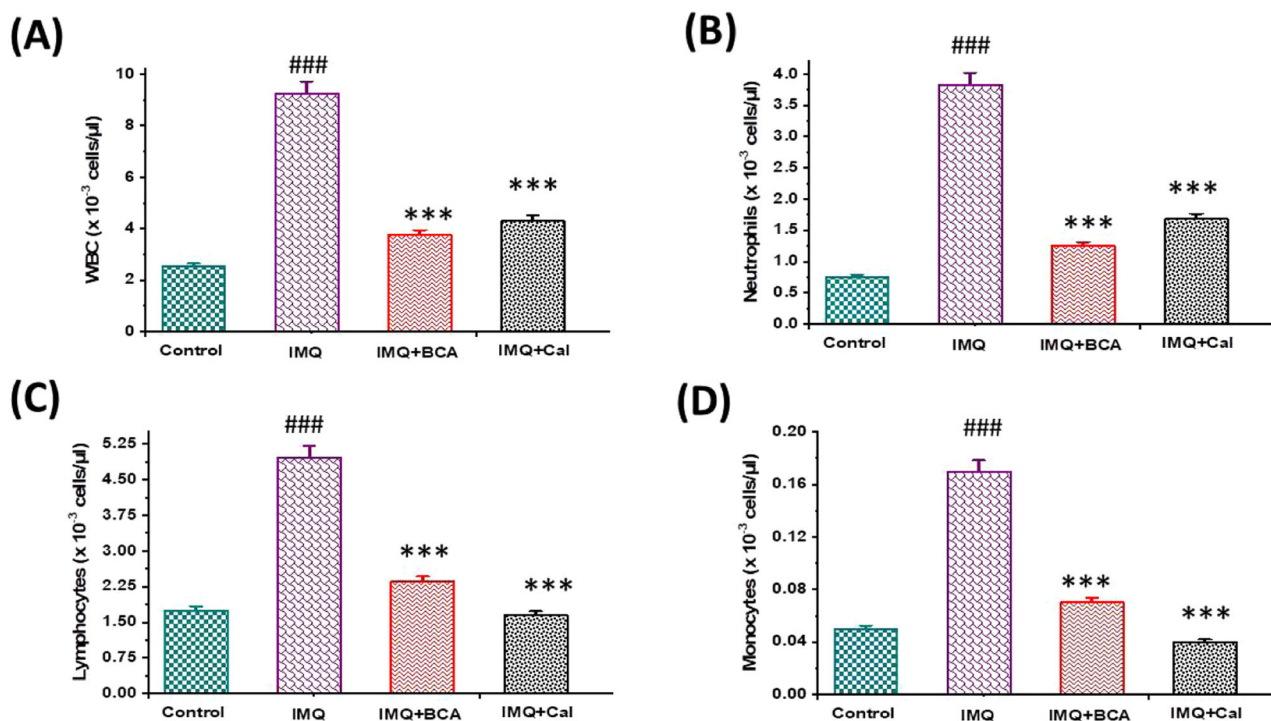 (A)
###
10
8
6
4
2
0
WBC (x 10⁻³ cells/µl)
***
***
Control
IMQ
IMQ+BCA
IMQ+Cal
(B)
###
4.0
3.5
3.0
2.5
2.0
1.5
1.0
0.5
0.0
Neutrophils (x 10⁻³ cells/µl)
***
***
Control
IMQ
IMQ+BCA
IMQ+Cal
(C)
###
5.25
4.50
3.75
3.00
2.25
1.50
0.75
0.00
Lymphocytes (x 10⁻³ cells/µl)
***
***
Control
IMQ
IMQ+BCA
IMQ+Cal
(D)
###
0.20
0.16
0.12
0.08
0.04
0.00
Monocytes (x 10⁻³ cells/µl)
***
***
Control
IMQ
IMQ+BCA
IMQ+Cal